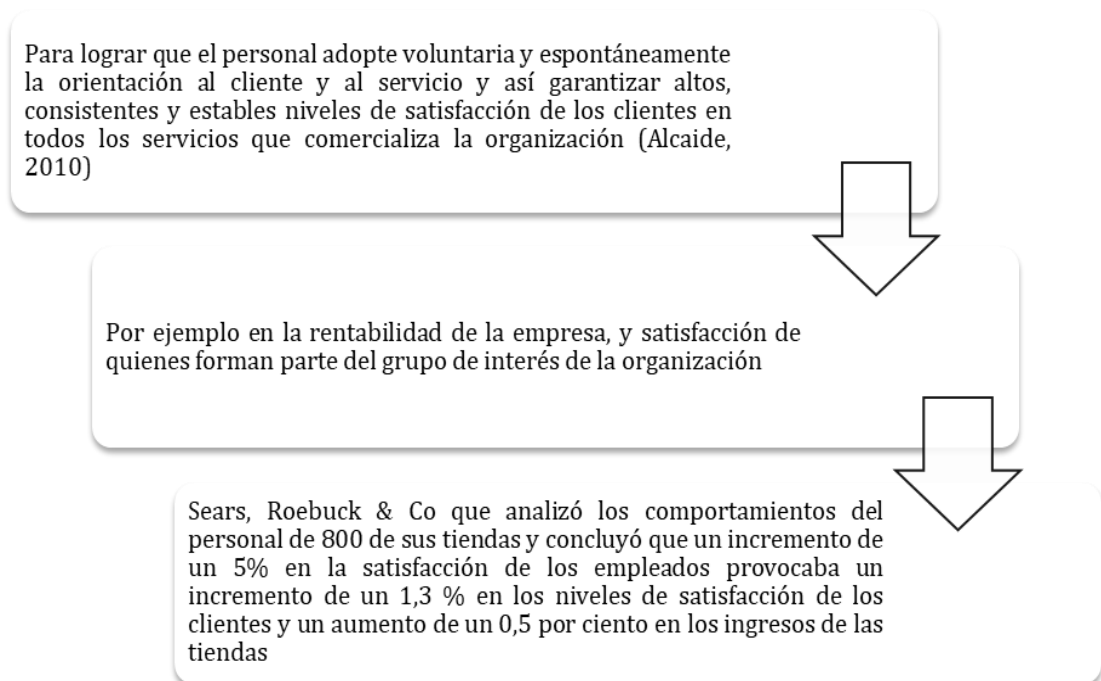 Para lograr que el personal adopte voluntaria y espontáneamente
la orientación al cliente y al servicio y así garantizar altos,
consistentes y estables niveles de satisfacción de los clientes en
todos los servicios que comercializa la organización (Alcaide,
2010)
Por ejemplo en la rentabilidad de la empresa, y satisfacción de
quienes forman parte del grupo de interés de la organización
Sears, Roebuck & Co que analizó los comportamientos del
personal de 800 de sus tiendas y concluyó que un incremento de
un 5% en la satisfacción de los empleados provocaba un
incremento de un 1,3 % en los niveles de satisfacción de los
clientes y un aumento de un 0,5 por ciento en los ingresos de las
tiendas